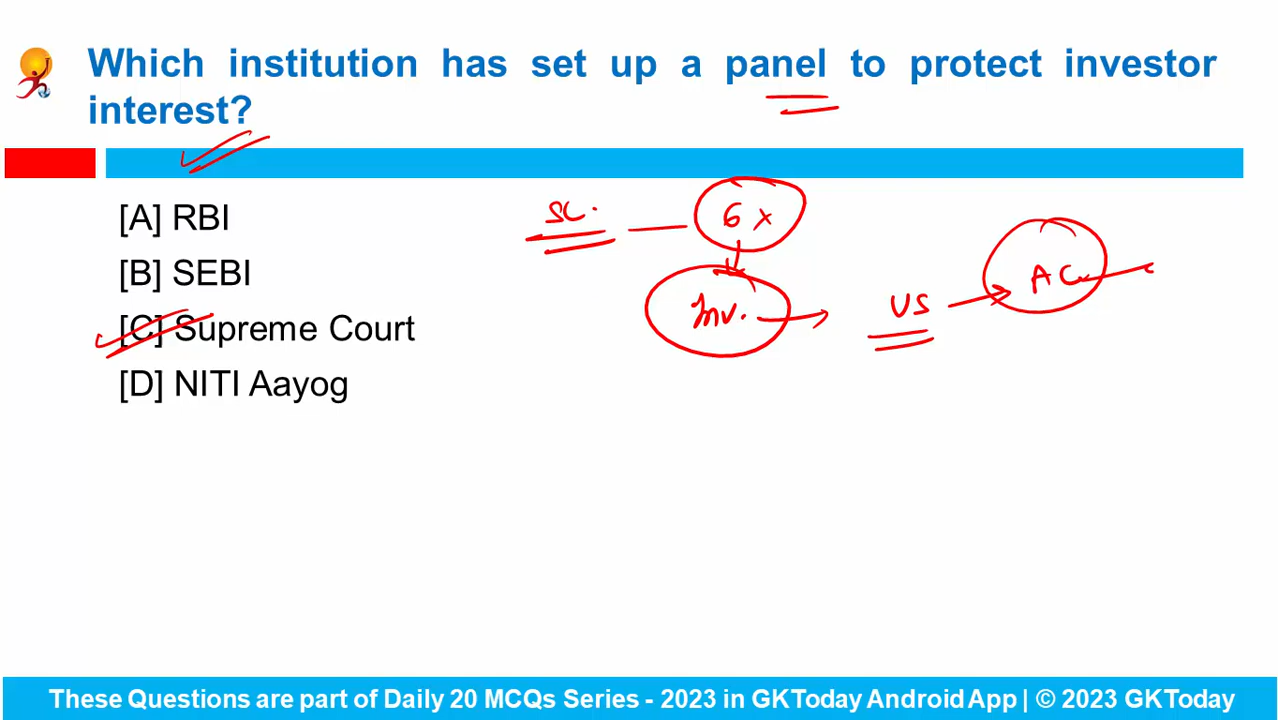 Which institution has set up a panel to protect investor
interest?
[A] RBI
[B] SEBI
[C] Supreme Court
[D] NITI Aayog
SC.
6 x
Inv.
US
AC
These Questions are part of Daily 20 MCQs Series - 2023 in GKToday Android App | © 2023 GKToday